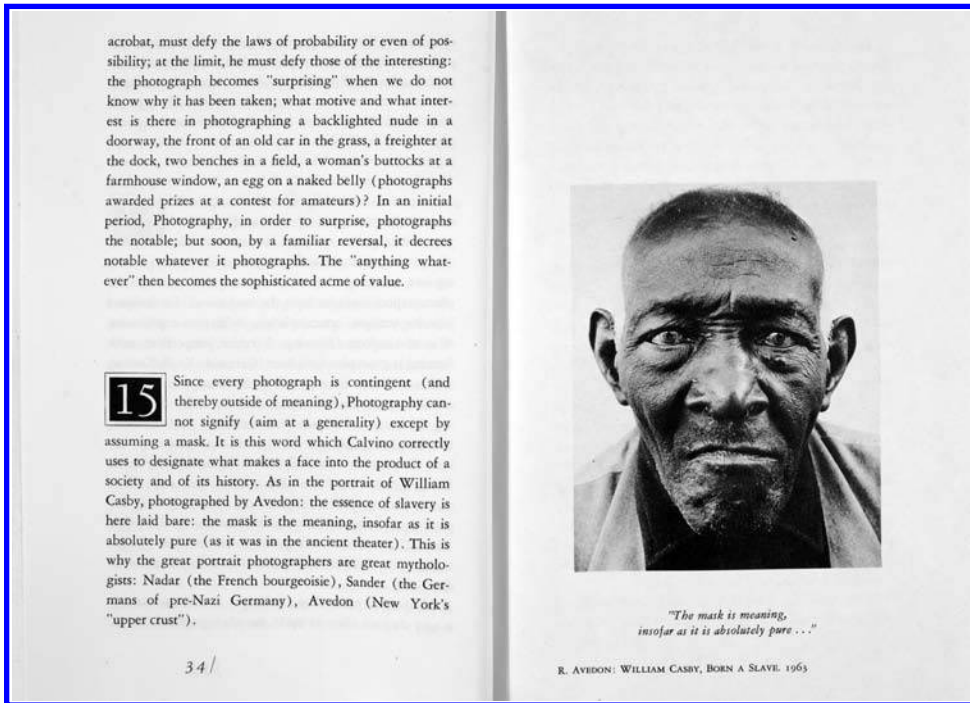 acrobat, must defy the laws of probability or even of pos-
sibility; at the limit, he must defy those of the interesting:
the photograph becomes "surprising" when we do not
know why it has been taken; what motive and what inter-
est is there in photographing a backlighted nude in a
doorway, the front of an old car in the grass, a freighter at
the dock, two benches in a field, a woman's buttocks at a
farmhouse window, an egg on a naked belly (photographs
awarded prizes at a contest for amateurs)? In an initial
period, Photography, in order to surprise, photographs
the notable; but soon, by a familiar reversal, it decrees
notable whatever it photographs. The "anything what-
ever" then becomes the sophisticated acme of value.
15
Since every photograph is contingent (and
thereby outside of meaning), Photography can-
not signify (aim at a generality) except by
assuming a mask. It is this word which Calvino correctly
uses to designate what makes a face into the product of a
society and of its history. As in the portrait of William
Casby, photographed by Avedon: the essence of slavery is
here laid bare: the mask is the meaning, insofar as it is
absolutely pure (as it was in the ancient theater). This is
why the great portrait photographers are great mytholo-
gists: Nadar (the French bourgeoisie), Sander (the Ger-
mans of pre-Nazi Germany), Avedon (New York's
"upper crust").
34/
"The mask is meaning,
insofar as it is absolutely pure . . ."
R. AVEDON: WILLIAM CASBY, BORN A SLAVE. 1963